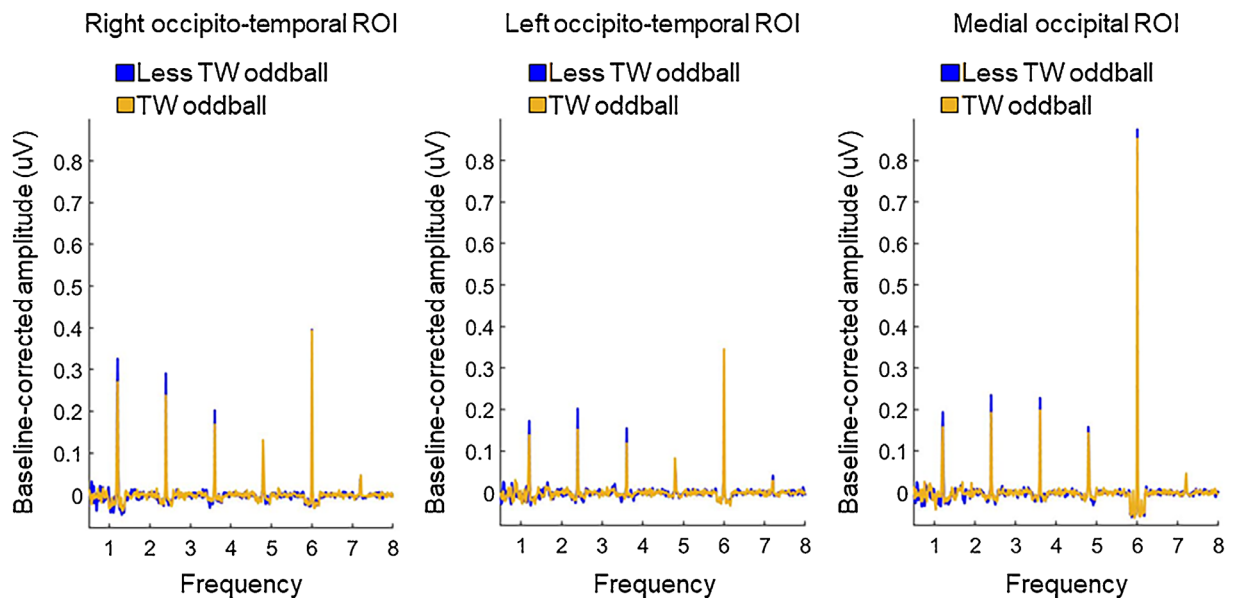 Right occipito-temporal ROI
Less TW oddball
TW oddball
Baseline-corrected amplitude (uV)
0.8
0.7
0.6
0.5
0.4
0.3
0.2
0.1
0
1 2 3 4 5 6 7 8
Frequency
Left occipito-temporal ROI
Less TW oddball
TW oddball
Baseline-corrected amplitude (uV)
0.8
0.7
0.6
0.5
0.4
0.3
0.2
0.1
0
1 2 3 4 5 6 7 8
Frequency
Medial occipital ROI
Less TW oddball
TW oddball
Baseline-corrected amplitude (uV)
0.8
0.7
0.6
0.5
0.4
0.3
0.2
0.1
0
1 2 3 4 5 6 7 8
Frequency